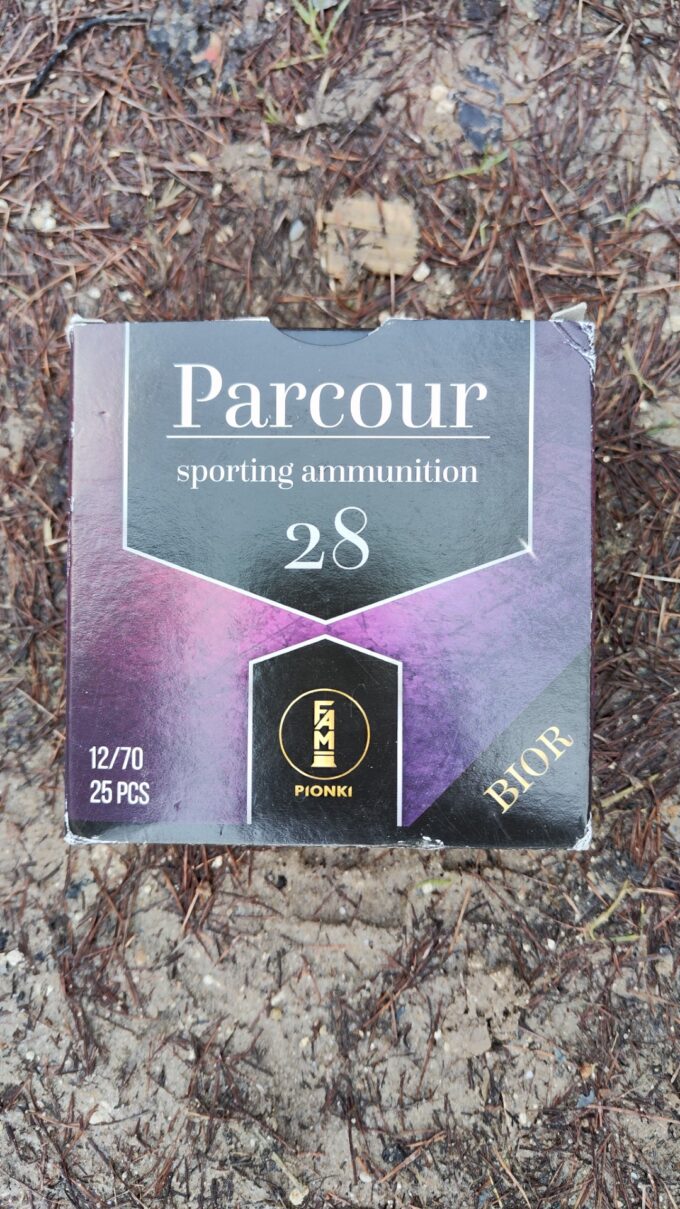 Parcour
sporting ammunition
28
FAM
PIONKI
12/70
25 PCS
BIOR